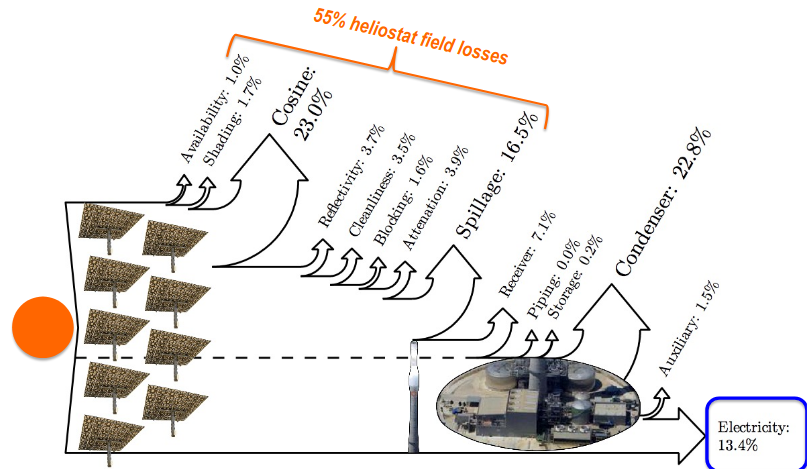 55% heliostat field losses
Availability: 1.0%
Shading: 1.7%
Cosine:
23.0%
Reflectivity: 3.7%
Cleanliness: 3.5%
Blocking: 1.6%
Attenation: 3.9%
Spillage: 16.5%
Receiver: 7.1%
Piping: 0.0%
Storage: 0.2%
Condenser: 22.8%
Auxiliary: 1.5%
Electricity:
13.4%